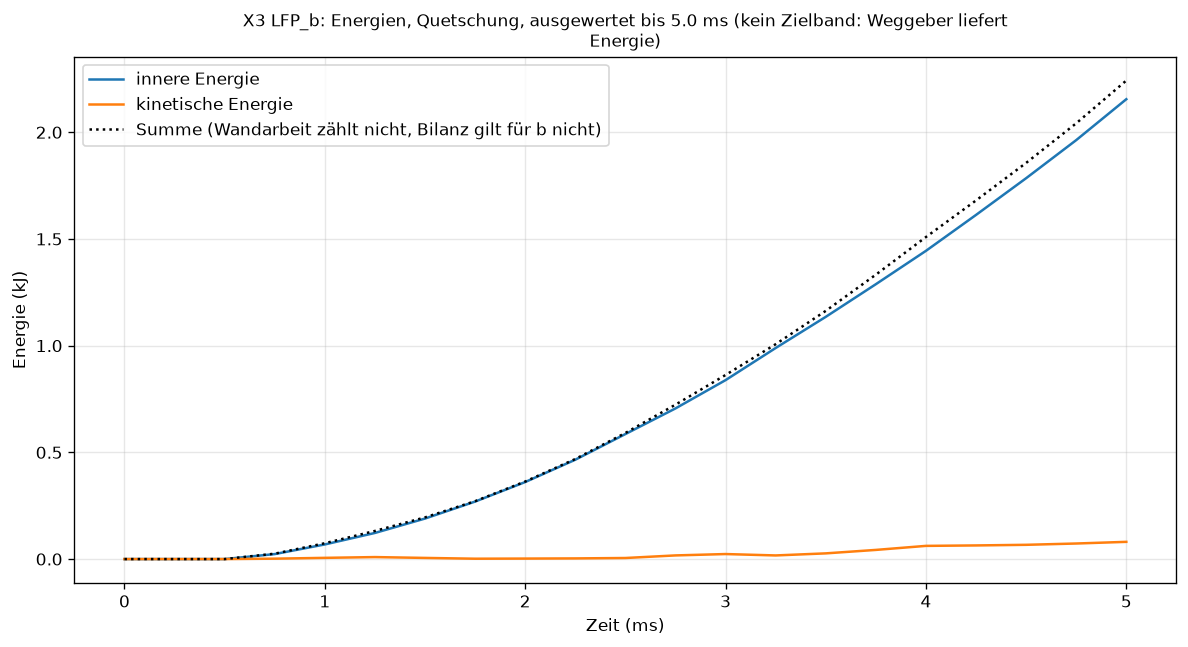 X3 LFP_b: Energien, Quetschung, ausgewertet bis 5.0 ms (kein Zielband: Weggeber liefert
Energie)
innere Energie
kinetische Energie
Summe (Wandarbeit zählt nicht, Bilanz gilt für b nicht)
Energie (kJ)
2.0
1.5
1.0
0.5
0.0
0 1 2 3 4 5
Zeit (ms)